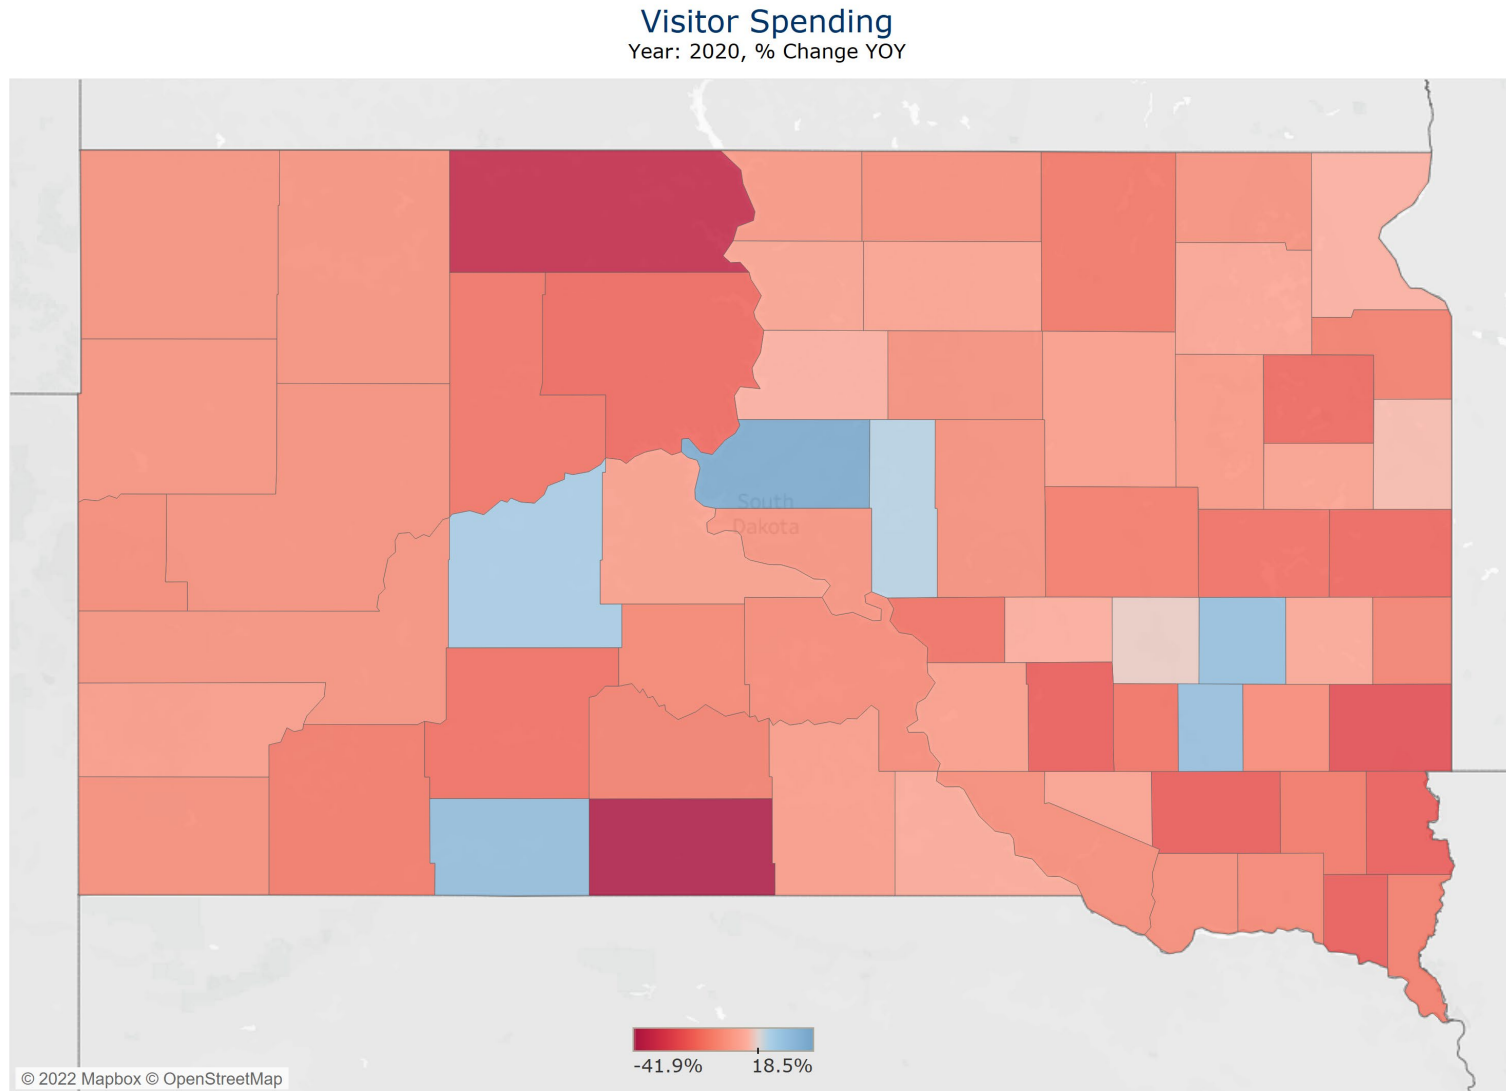 Visitor Spending
Year: 2020, % Change YOY
South
Dakota
-41.9%
18.5%
© 2022 Mapbox © OpenStreetMap